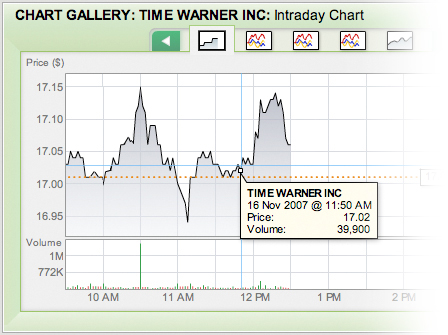 CHART GALLERY: TIME WARNER INC: Intraday Chart
Price ($)
17.15
17.10
17.05
17.00
16.95
TIME WARNER INC
16 Nov 2007 @ 11:50 AM
Price: 17.02
Volume: 39,900
Volume
1M
772K
10 AM 11 AM 12 PM 1 PM 2 PM